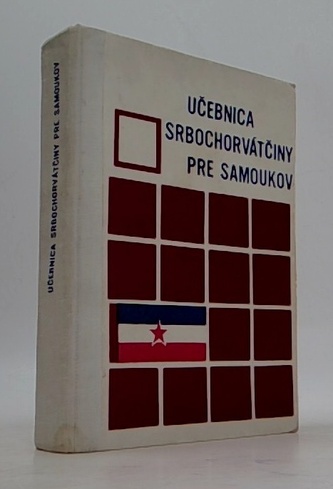 UČEBNICA
SRBOCHORVÁTČINY
PRE SAMOUKOV
UČEBNICA SRBOCHORVÁTČINY PRE SAMOUKOV